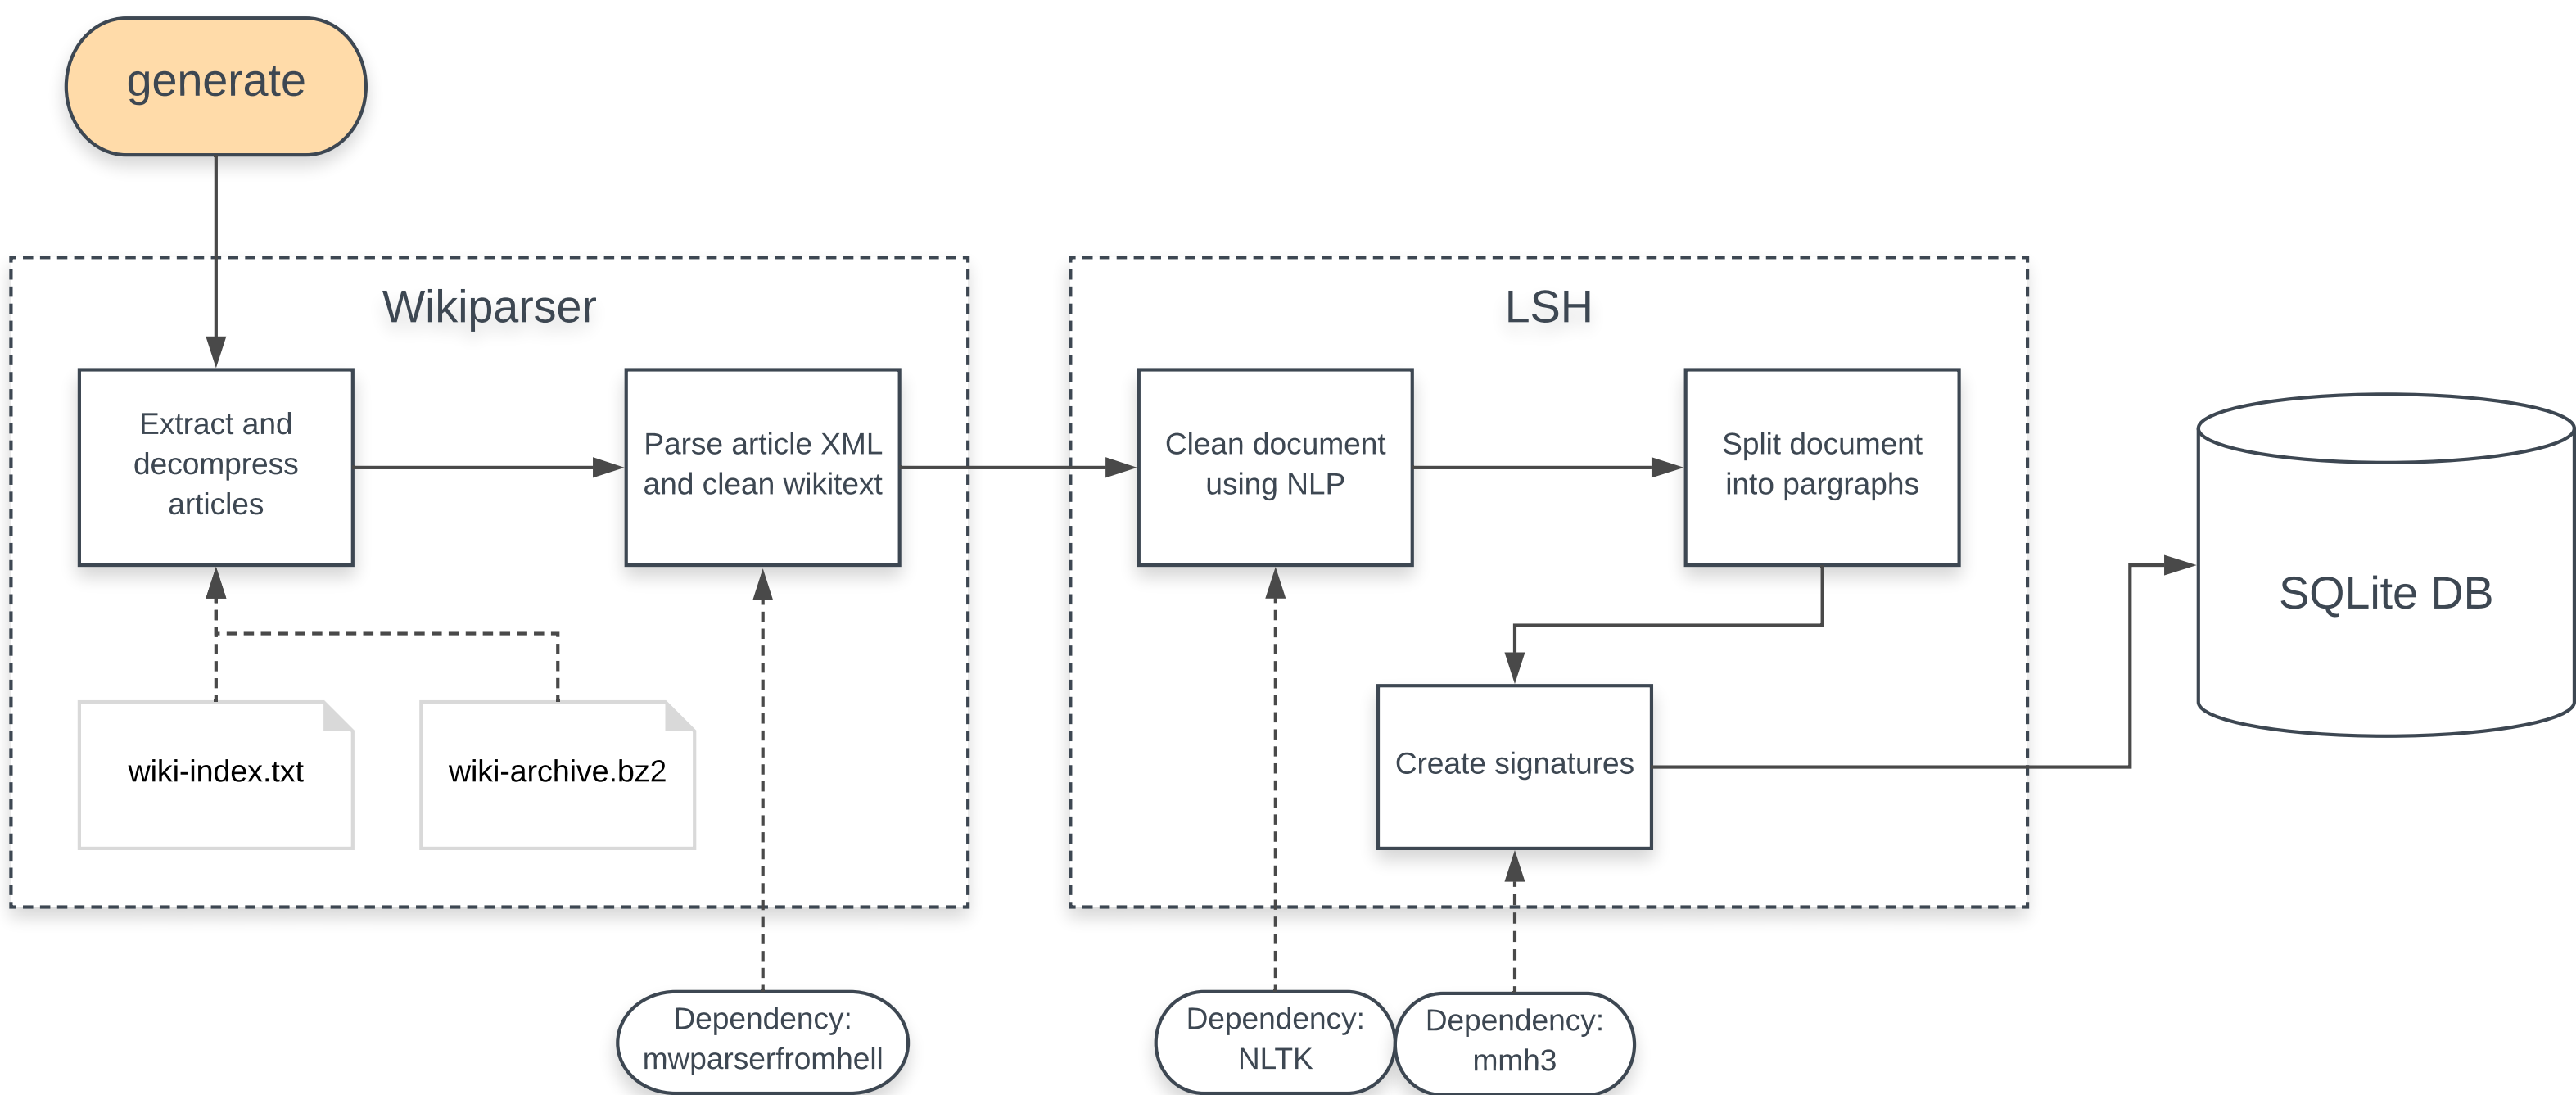 generate
Wikiparser
Extract and
decompress
articles
Parse article XML
and clean wikitext
wiki-index.txt
wiki-archive.bz2
Dependency:
mwparserfromhell
LSH
Clean document
using NLP
Split document
into pargraphs
Create signatures
Dependency:
NLTK
Dependency:
mmh3
SQLite DB